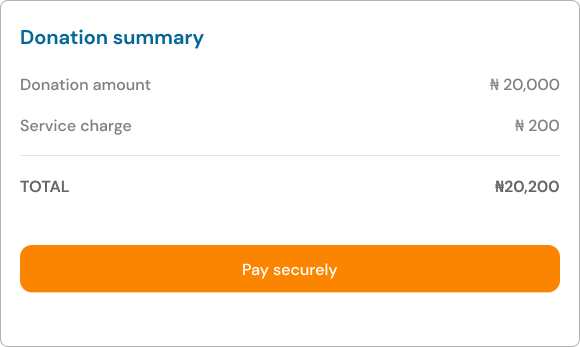 Donation summary
Donation amount ₦ 20,000
Service charge ₦ 200
TOTAL ₦20,200
Pay securely